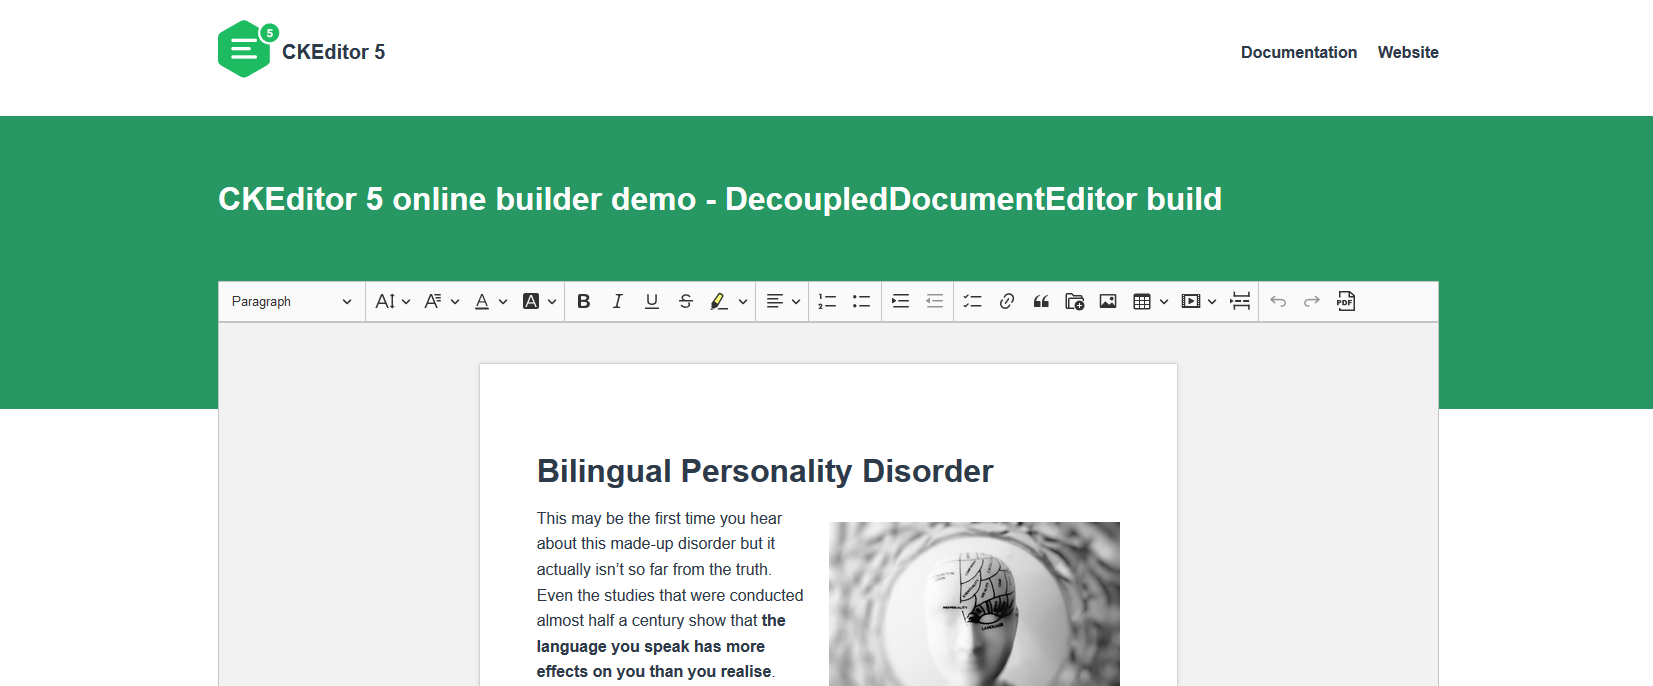 5
CKEditor 5
Documentation Website
CKEditor 5 online builder demo - DecoupledDocumentEditor build
Paragraph
PDF
Bilingual Personality Disorder
This may be the first time you hear
about this made-up disorder but it
actually isn’t so far from the truth.
Even the studies that were conducted
almost half a century show that the
language you speak has more
effects on you than you realise.
LANGUAGE